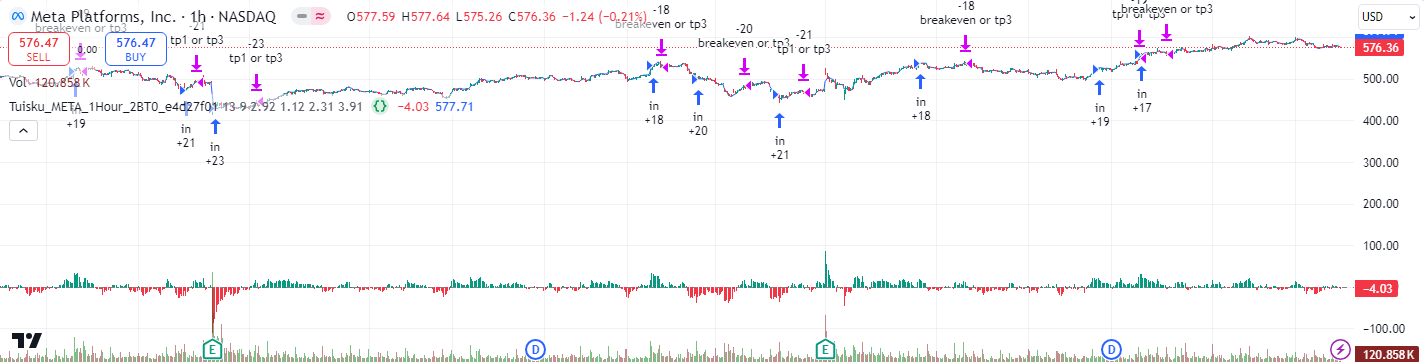 Meta Platforms, Inc. · 1h · NASDAQ
O577.59 H577.64 L575.26 C576.36 −1.24 (−0.21%)
USD
576.47
SELL
0.00
576.47
BUY
Vol 120.858 K
Tuisku_META_1Hour_2BT0_e4d27f01 13 9 2.92 1.12 2.31 3.91 −4.03 577.71
breakeven or tp3
-21
tp1 or tp3
-23
tp1 or tp3
-18
breakeven or tp3
-20
breakeven or tp3
-21
tp1 or tp3
-18
breakeven or tp3
tp1 or tp3
breakeven or tp3
+19
in
+21
in
+23
in
+18
in
+20
in
+21
in
+18
in
+19
in
+17
576.36
500.00
400.00
300.00
200.00
100.00
−4.03
−100.00
120.858 K
E
D
E
D